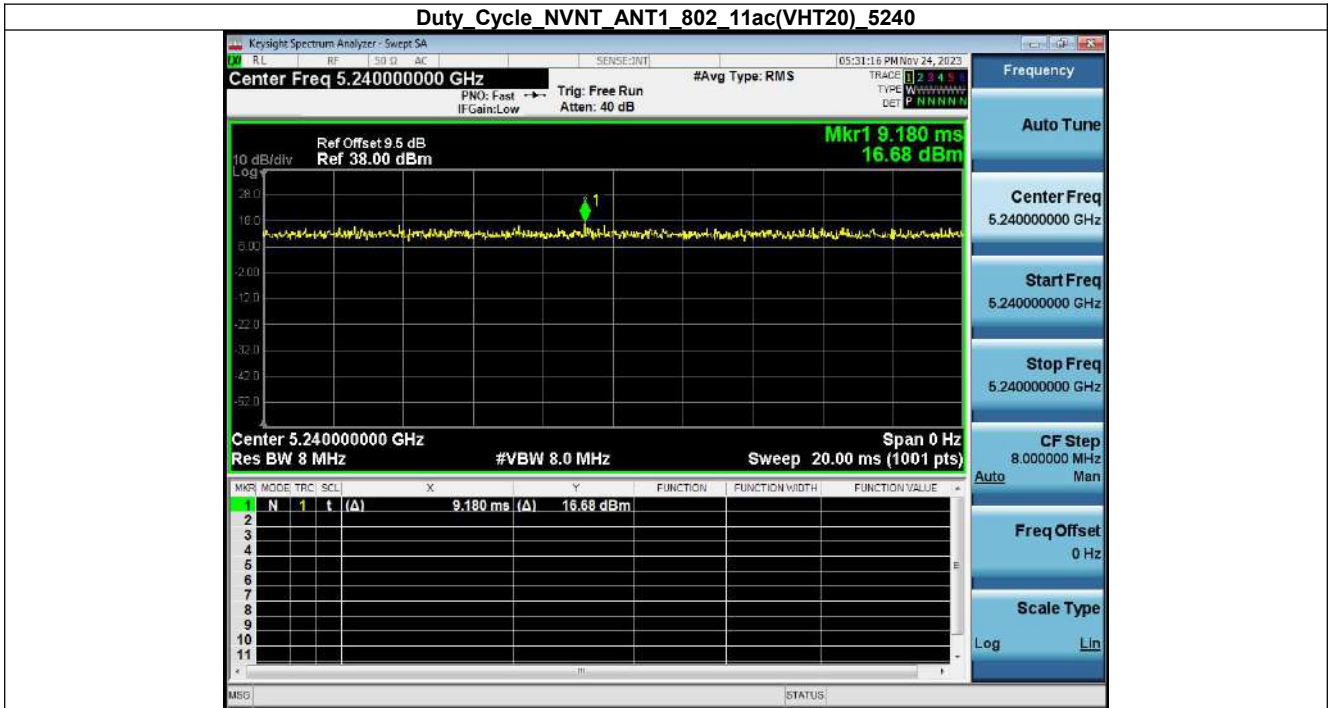 Duty_Cycle_NVNT_ANT1_802_11ac(VHT20)_5240
Keysight Spectrum Analyzer - Swept SA
RL RF 50 Ω AC SENSE:INT 05:31:16 PM Nov 24, 2023
Center Freq 5.240000000 GHz #Avg Type: RMS TRACE 1 2 3 4 5 6
PNO: Fast Trig: Free Run TYPE W
IFGain:Low Atten: 40 dB DET P N N N N N
Frequency
Auto Tune
Center Freq
5.240000000 GHz
Start Freq
5.240000000 GHz
Stop Freq
5.240000000 GHz
CF Step
8.000000 MHz
Auto Man
Freq Offset
0 Hz
Scale Type
Log Lin
Mkr1 9.180 ms
Ref Offset 9.5 dB
10 dB/div Ref 38.00 dBm 16.68 dBm
Log
28.0
1
18.0
8.00
-2.00
-12.0
-22.0
-32.0
-42.0
-52.0
Center 5.240000000 GHz Span 0 Hz
Res BW 8 MHz #VBW 8.0 MHz Sweep 20.00 ms (1001 pts)
MKR MODE TRC SCL X Y FUNCTION FUNCTION WIDTH FUNCTION VALUE
1 N 1 t (Δ) 9.180 ms (Δ) 16.68 dBm
2
3
4
5
6
7
8
9
10
11
MSG STATUS